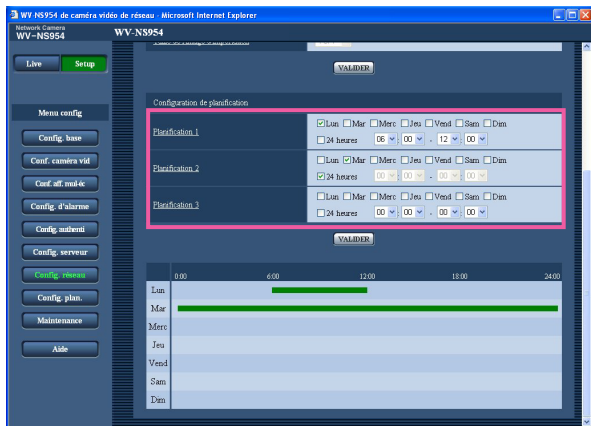 WV-NS954 de caméra vidéo de réseau - Microsoft Internet Explorer
Network Camera
WV-NS954
WV-NS954
Live
Setup
VALIDER
Menu config
Config. base
Conf. caméra vid
Conf. aff. mul-éc
Config. d'alarme
Config. authenti
Config. serveur
Config. réseau
Config. plan.
Maintenance
Aide
Configuration de planification
Planification 1
Lun Mar Merc Jeu Vend Sam Dim
24 heures 06 : 00 - 12 : 00
Planification 2
Lun Mar Merc Jeu Vend Sam Dim
24 heures 00 : 00 - 00 : 00
Planification 3
Lun Mar Merc Jeu Vend Sam Dim
24 heures 00 : 00 - 00 : 00
VALIDER
0:00 6:00 12:00 18:00 24:00
Lun
Mar
Merc
Jeu
Vend
Sam
Dim